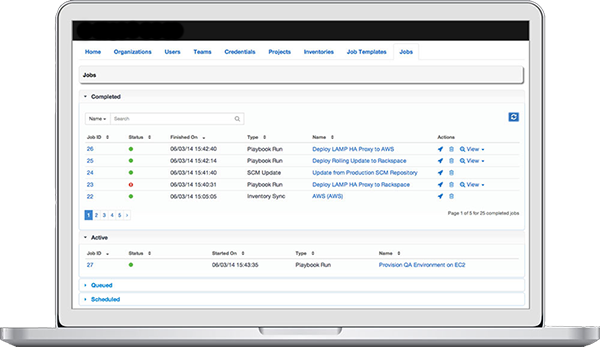 Home Organizations Users Teams Credentials Projects Inventories Job Templates Jobs
Jobs
Completed
Name Search
Job ID Status Finished On Type Name Actions
26 06/03/14 15:42:40 Playbook Run Deploy LAMP HA Proxy to AWS View
25 06/03/14 15:42:14 Playbook Run Deploy Rolling Update to Rackspace View
24 06/03/14 15:41:40 SCM Update Update from Production SCM Repository
23 06/03/14 15:40:31 Playbook Run Deploy LAMP HA Proxy to Rackspace View
22 06/03/14 15:05:05 Inventory Sync AWS (AWS)
1 2 3 4 5 › Page 1 of 5 for 25 completed jobs
Active
Job ID Status Started On Type Name
27 06/03/14 15:43:35 Playbook Run Provision QA Environment on EC2
Queued
Scheduled